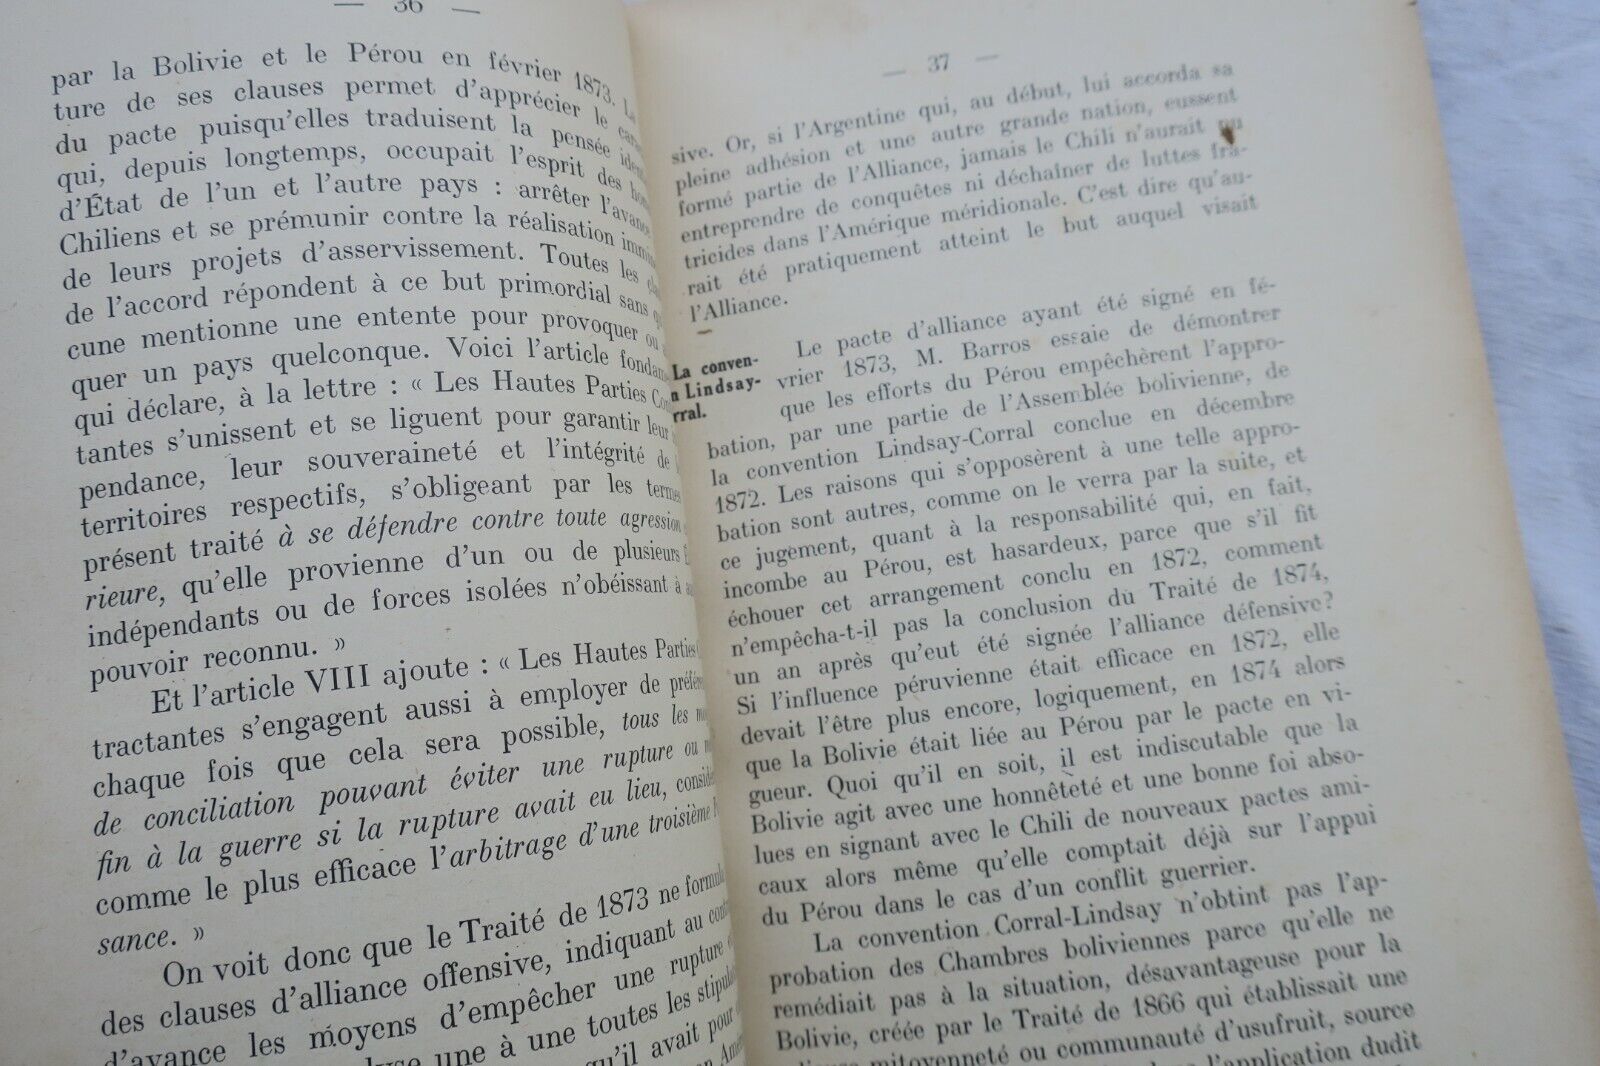 — 36 —
par la Bolivie et le Pérou en février 1873. La
ture de ses clauses permet d'apprécier le
du pacte puisqu'elles traduisent la pensée
qui, depuis longtemps, occupait l'esprit des
d'État de l'un et l'autre pays : arrêter l'avance
Chiliens et se prémunir contre la réalisation
de leurs projets d'asservissement. Toutes les
de l'accord répondent à ce but primordial sans
cune mentionne une entente pour provoquer ou
quer un pays quelconque. Voici l'article
qui déclare, à la lettre : « Les Hautes Parties
tantes s'unissent et se liguent pour garantir leur
pendance, leur souveraineté et l'intégrité de
territoires respectifs, s'obligeant par les termes
présent traité à se défendre contre toute agression
rieure, qu'elle provienne d'un ou de plusieurs
indépendants ou de forces isolées n'obéissant à
pouvoir reconnu. »
Et l'article VIII ajoute : « Les Hautes Parties
tractantes s'engagent aussi à employer de
chaque fois que cela sera possible, tous les
de conciliation pouvant éviter une rupture ou
fin à la guerre si la rupture avait eu lieu,
comme le plus efficace l'arbitrage d'une troisième
sance. »
On voit donc que le Traité de 1873 ne
des clauses d'alliance offensive, indiquant au
d'avance les moyens d'empêcher une rupture
une à une toutes les
qu'il avait pour
— 37 —
sive. Or, si l'Argentine qui, au début, lui accorda sa
pleine adhésion et une autre grande nation, eussent
formé partie de l'Alliance, jamais le Chili n'aurait pu
entreprendre de conquêtes ni déchaîner de luttes fra-
tricides dans l'Amérique méridionale. C'est dire qu'au-
rait été pratiquement atteint le but auquel visait
l'Alliance.
La conven-
n Lindsay-
rral.
Le pacte d'alliance ayant été signé en fé-
vrier 1873, M. Barros essaie de démontrer
que les efforts du Pérou empêchèrent l'appro-
bation, par une partie de l'Assemblée bolivienne, de
la convention Lindsay-Corral conclue en décembre
1872. Les raisons qui s'opposèrent à une telle appro-
bation sont autres, comme on le verra par la suite, et
ce jugement, quant à la responsabilité qui, en fait,
incombe au Pérou, est hasardeux, parce que s'il fit
échouer cet arrangement conclu en 1872, comment
n'empêcha-t-il pas la conclusion du Traité de 1874,
un an après qu'eut été signée l'alliance défensive?
Si l'influence péruvienne était efficace en 1872, elle
devait l'être plus encore, logiquement, en 1874 alors
que la Bolivie était liée au Pérou par le pacte en vi-
gueur. Quoi qu'il en soit, il est indiscutable que la
Bolivie agit avec une honnêteté et une bonne foi abso-
lues en signant avec le Chili de nouveaux pactes ami-
caux alors même qu'elle comptait déjà sur l'appui
du Pérou dans le cas d'un conflit guerrier.
La convention Corral-Lindsay n'obtint pas l'ap-
probation des Chambres boliviennes parce qu'elle ne
remédiait pas à la situation, désavantageuse pour la
Bolivie, créée par le Traité de 1866 qui établissait une
mitoyenneté ou communauté d'usufruit, source
l'application dudit